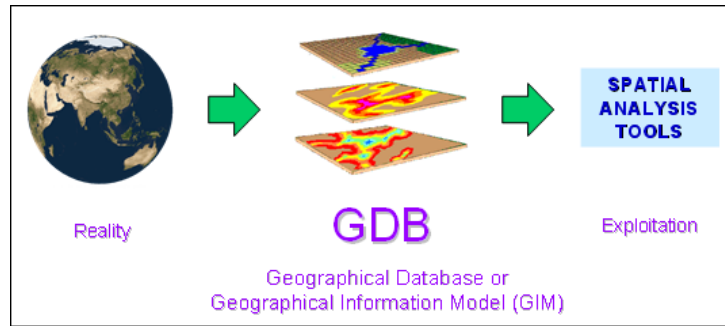 SPATIAL
ANALYSIS
TOOLS
Reality
GDB
Exploitation
Geographical Database or
Geographical Information Model (GIM)